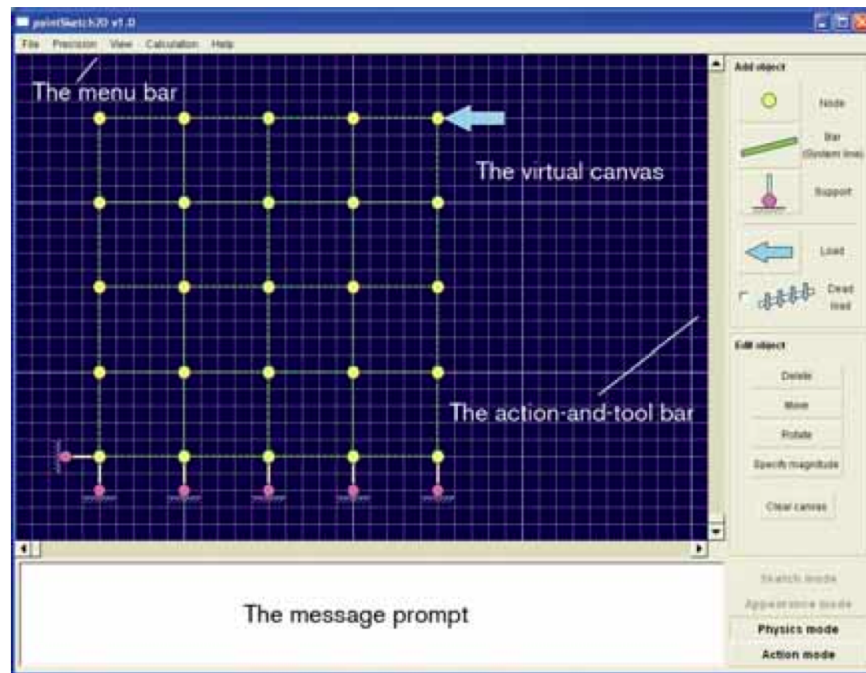 pointSketch2D v1.0
File Precision View Calculation Help
The menu bar
The virtual canvas
The action-and-tool bar
The message prompt
Add object
Node
Bar
(System line)
Support
Load
Dead
load
Edit object
Delete
Move
Rotate
Specify magnitude
Clear canvas
Sketch mode
Appearance mode
Physics mode
Action mode